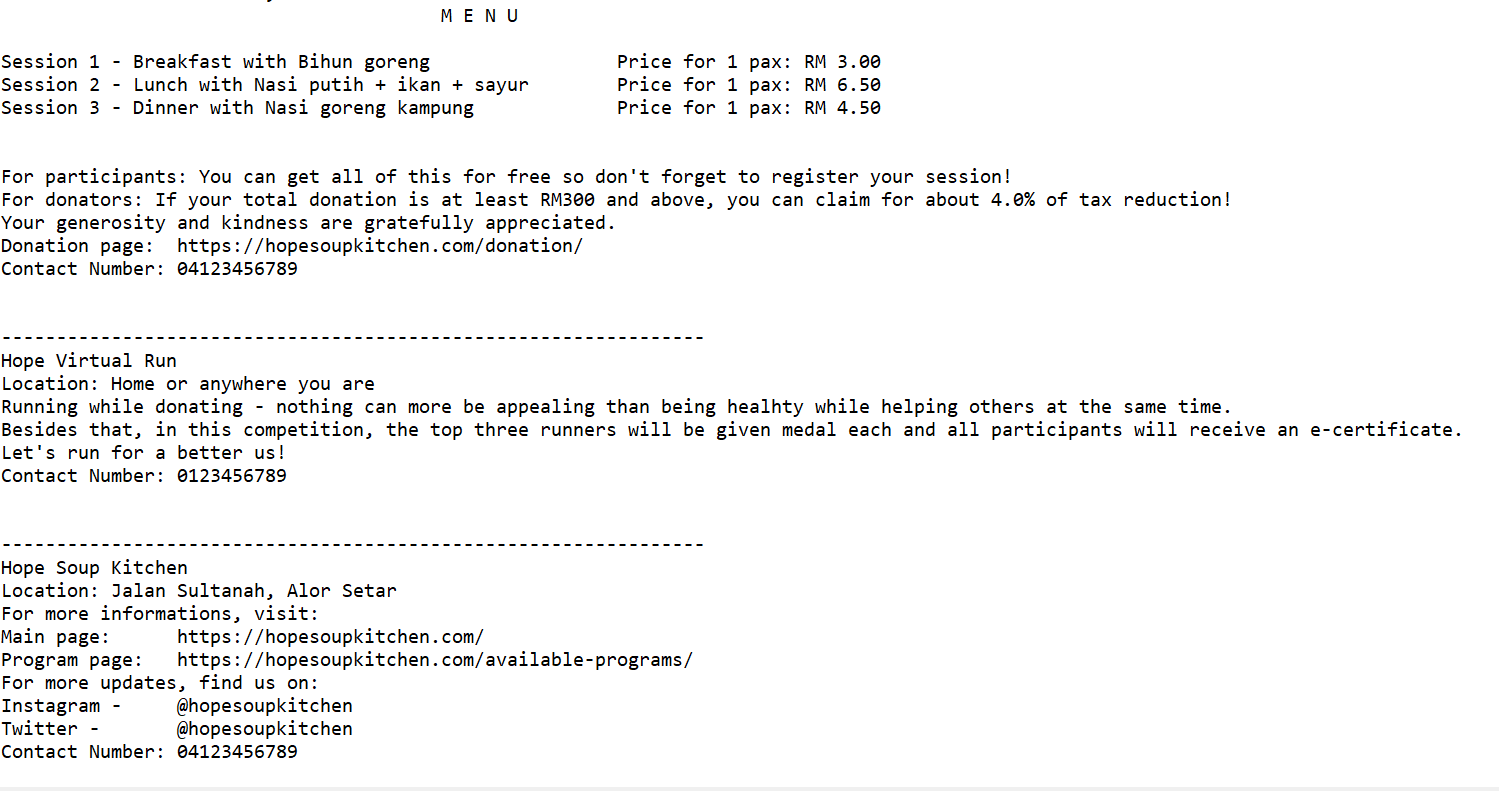 M E N U
Session 1 - Breakfast with Bihun goreng Price for 1 pax: RM 3.00
Session 2 - Lunch with Nasi putih + ikan + sayur Price for 1 pax: RM 6.50
Session 3 - Dinner with Nasi goreng kampung Price for 1 pax: RM 4.50
For participants: You can get all of this for free so don't forget to register your session!
For donators: If your total donation is at least RM300 and above, you can claim for about 4.0% of tax reduction!
Your generosity and kindness are gratefully appreciated.
Donation page: https://hopesoupkitchen.com/donation/
Contact Number: 04123456789
----------------------------------------------------------------
Hope Virtual Run
Location: Home or anywhere you are
Running while donating - nothing can more be appealing than being healhty while helping others at the same time.
Besides that, in this competition, the top three runners will be given medal each and all participants will receive an e-certificate.
Let's run for a better us!
Contact Number: 0123456789
----------------------------------------------------------------
Hope Soup Kitchen
Location: Jalan Sultanah, Alor Setar
For more informations, visit:
Main page: https://hopesoupkitchen.com/
Program page: https://hopesoupkitchen.com/available-programs/
For more updates, find us on:
Instagram - @hopesoupkitchen
Twitter - @hopesoupkitchen
Contact Number: 04123456789